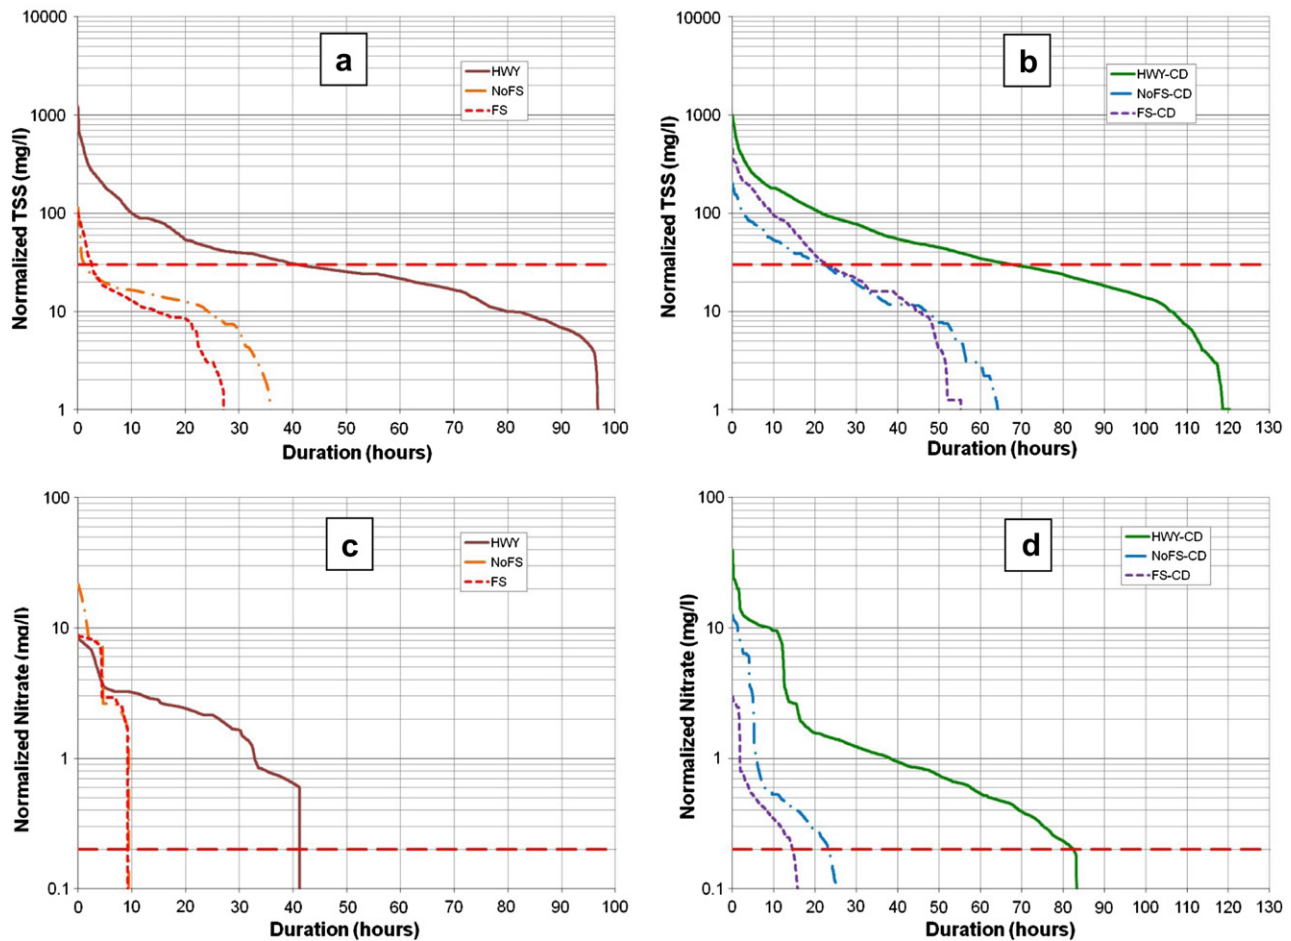 a
HWY
NoFS
FS
10000
1000
100
10
1
Normalized TSS (mg/l)
0 10 20 30 40 50 60 70 80 90 100
Duration (hours)
b
HWY-CD
NoFS-CD
FS-CD
10000
1000
100
10
1
Normalized TSS (mg/l)
0 10 20 30 40 50 60 70 80 90 100 110 120 130
Duration (hours)
c
HWY
NoFS
FS
100
10
1
0.1
Normalized Nitrate (mg/l)
0 10 20 30 40 50 60 70 80 90 100
Duration (hours)
d
HWY-CD
NoFS-CD
FS-CD
100
10
1
0.1
Normalized Nitrate (mg/l)
0 10 20 30 40 50 60 70 80 90 100 110 120 130
Duration (hours)